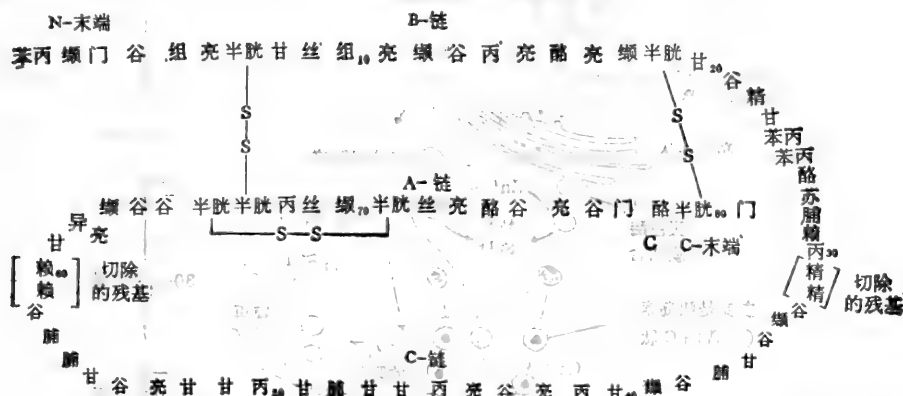 N-末端 B-链
苯丙 缬 门 谷 组 亮 半胱 甘 丝 组10 亮 缬 谷 丙 亮 酪 亮 缬 半胱 甘20 谷 精 甘 苯丙 苯丙 酪 苏 脯 赖 丙30 精 精
切除
的残基
谷 缬 谷 甘 脯 谷 缬 甘40 丙 亮 谷 亮 丙 甘 甘 脯 甘50 丙 甘 甘 亮 谷 甘 脯 脯 谷
C-链
赖 赖60
切除
的残基
甘 异亮 缬 谷 谷 半胱 半胱 丙 丝 缬70 半胱 丝 亮 酪 谷 亮 谷 门 酪 半胱80 门
A-链
S
S
S
S
S—S
C C-末端